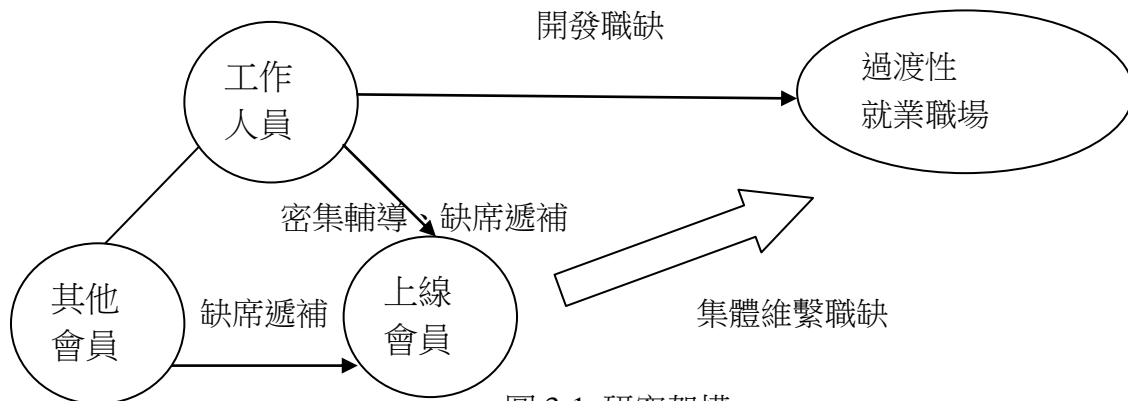 開發職缺
工作
人員
過渡性
就業職場
密集輔導、缺席遞補
其他
會員
缺席遞補
上線
會員
集體維繫職缺